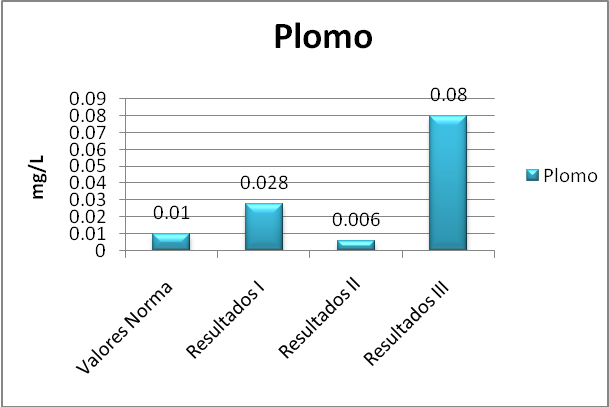 Plomo
mg/L
0.09
0.08
0.07
0.06
0.05
0.04
0.03
0.02
0.01
0
0.01
0.028
0.006
0.08
Valores Norma
Resultados I
Resultados II
Resultados III
Plomo